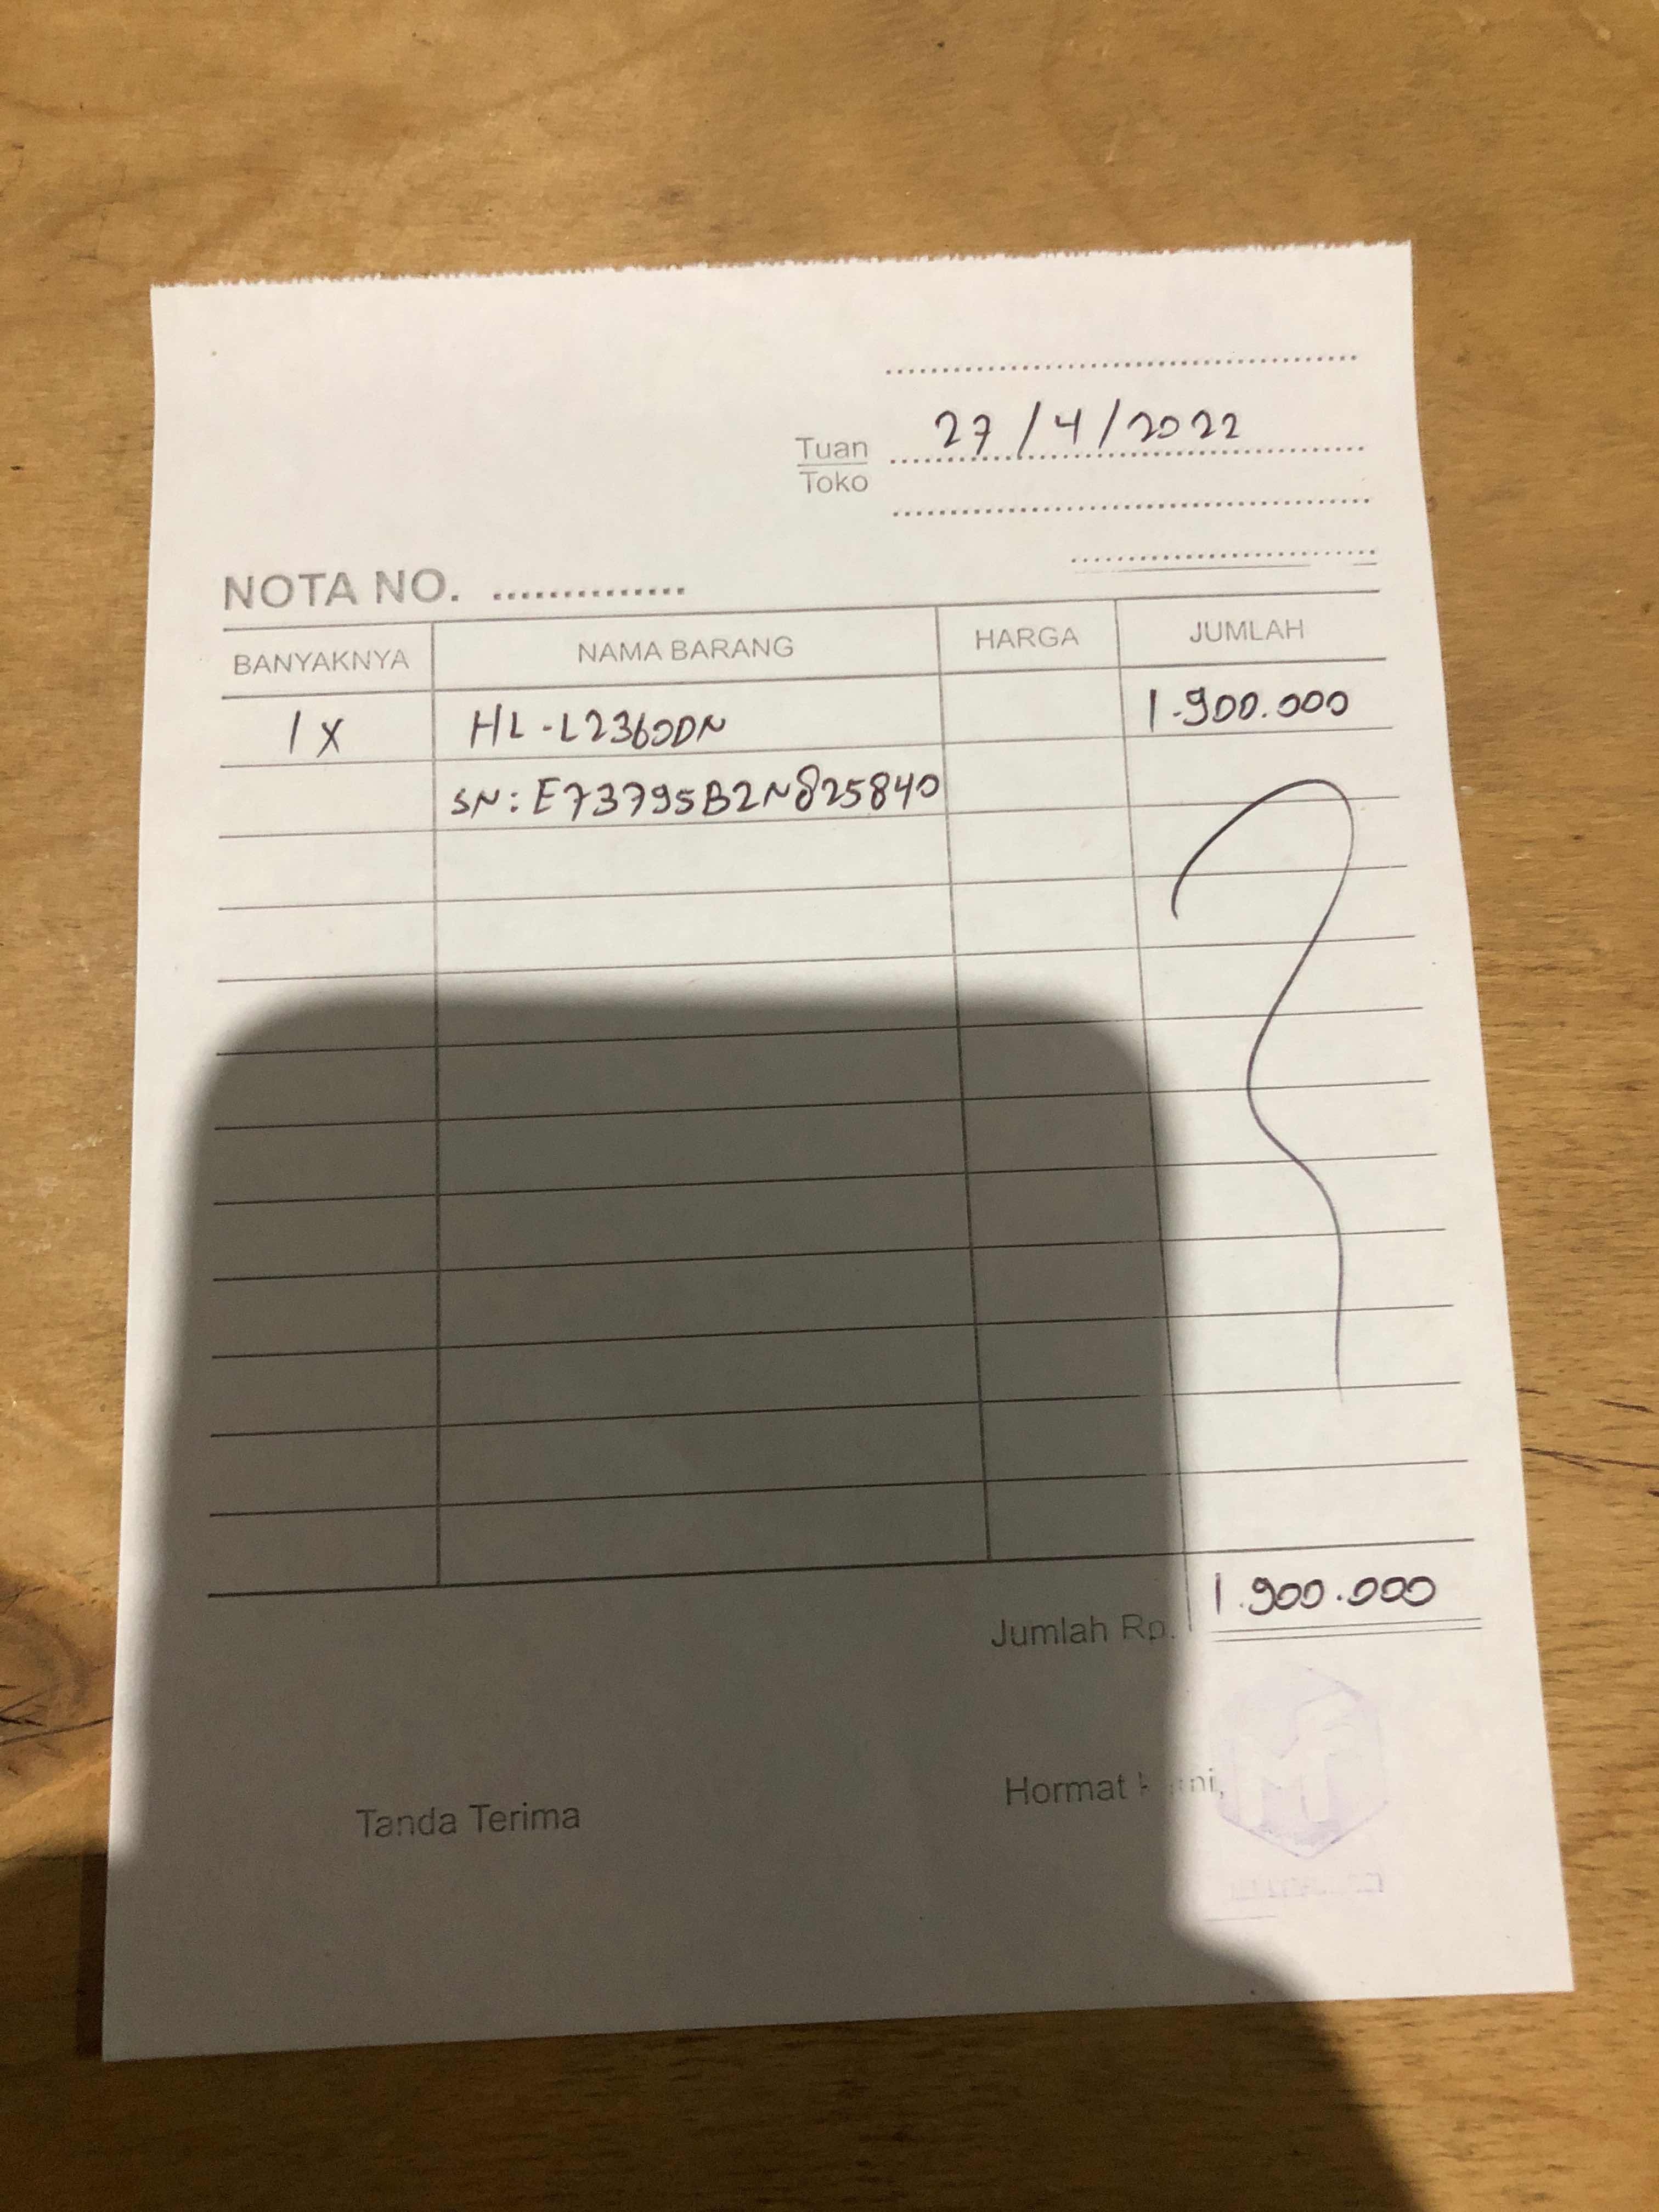 27/4/2022
Tuan
Toko
NOTA NO. ..............
BANYAKNYA NAMA BARANG HARGA JUMLAH
1 X HL-L2360DN 1.900.000
SN: E73795B2N825840
Jumlah Rp. 1.900.000
Tanda Terima Hormat